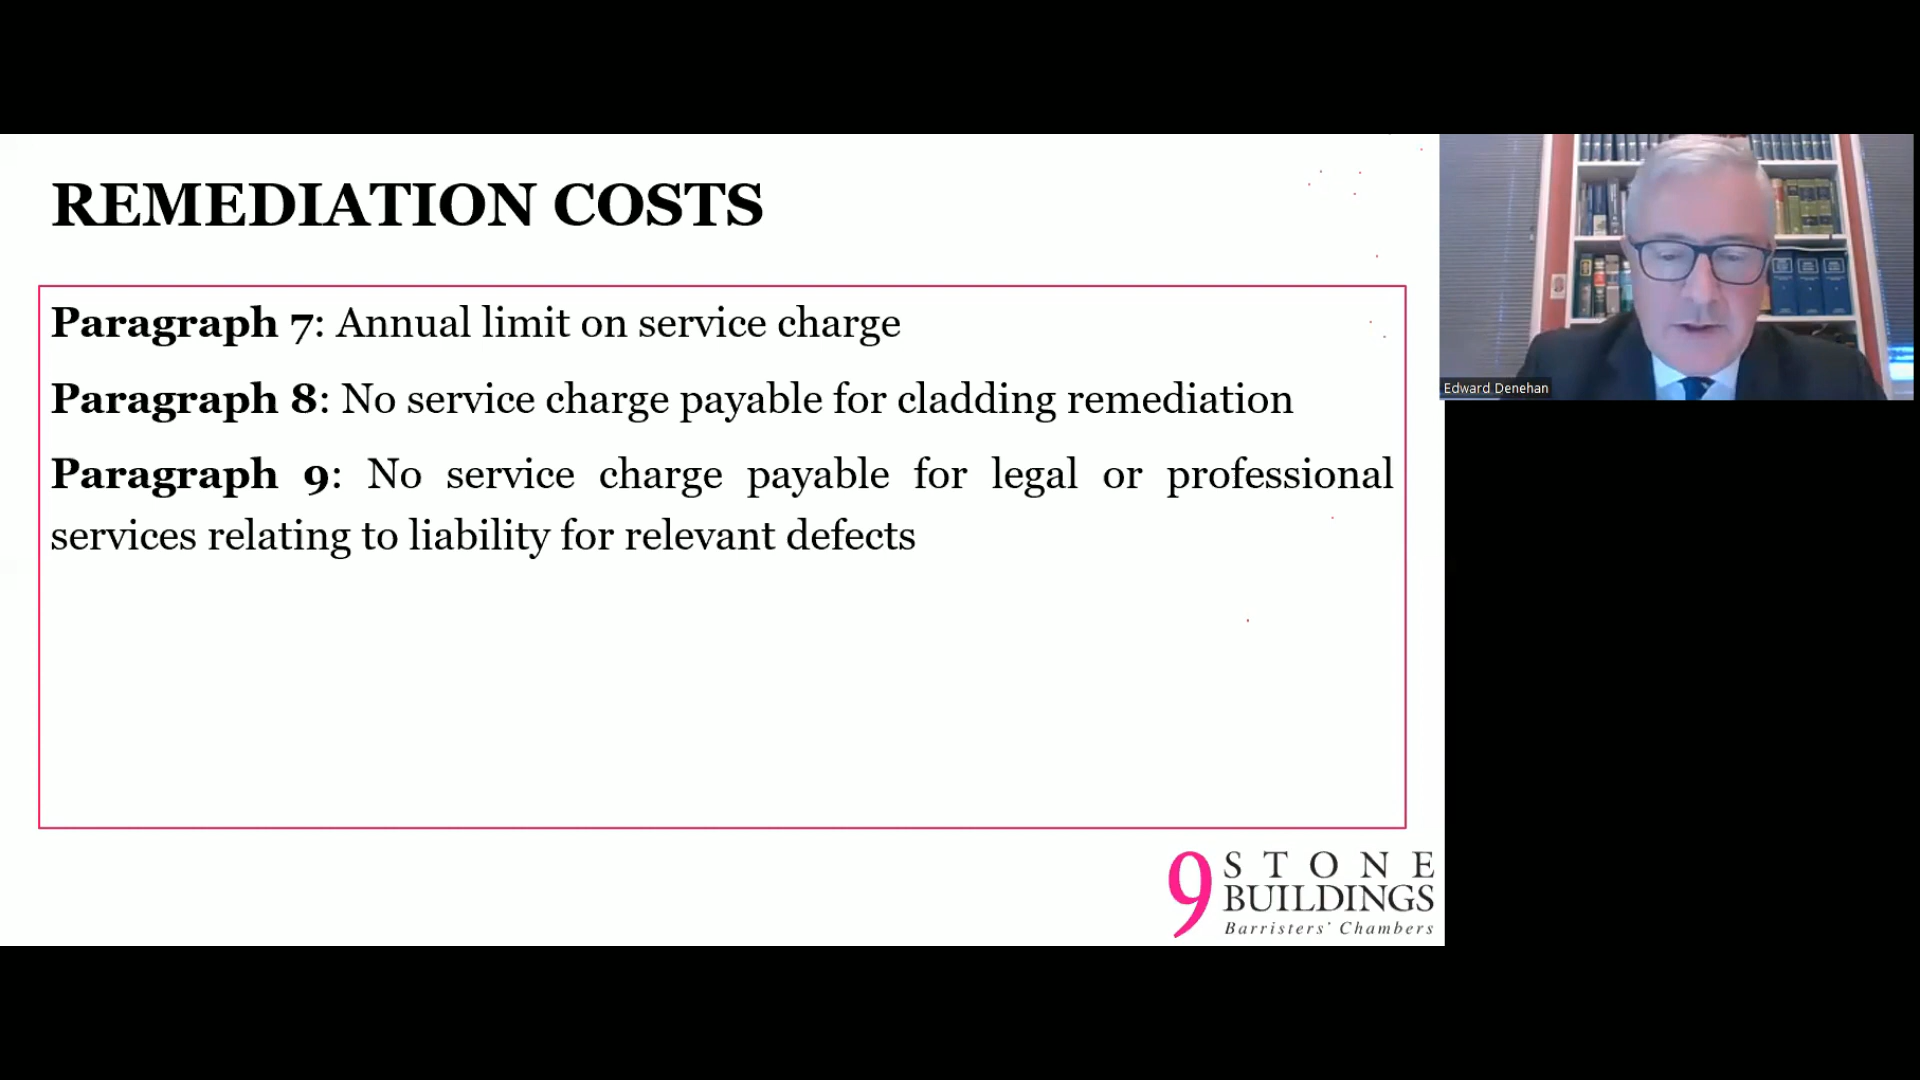 REMEDIATION COSTS
Paragraph 7: Annual limit on service charge
Paragraph 8: No service charge payable for cladding remediation
Paragraph 9: No service charge payable for legal or professional
services relating to liability for relevant defects
Edward Denehan
9 STONE
BUILDINGS
Barristers' Chambers